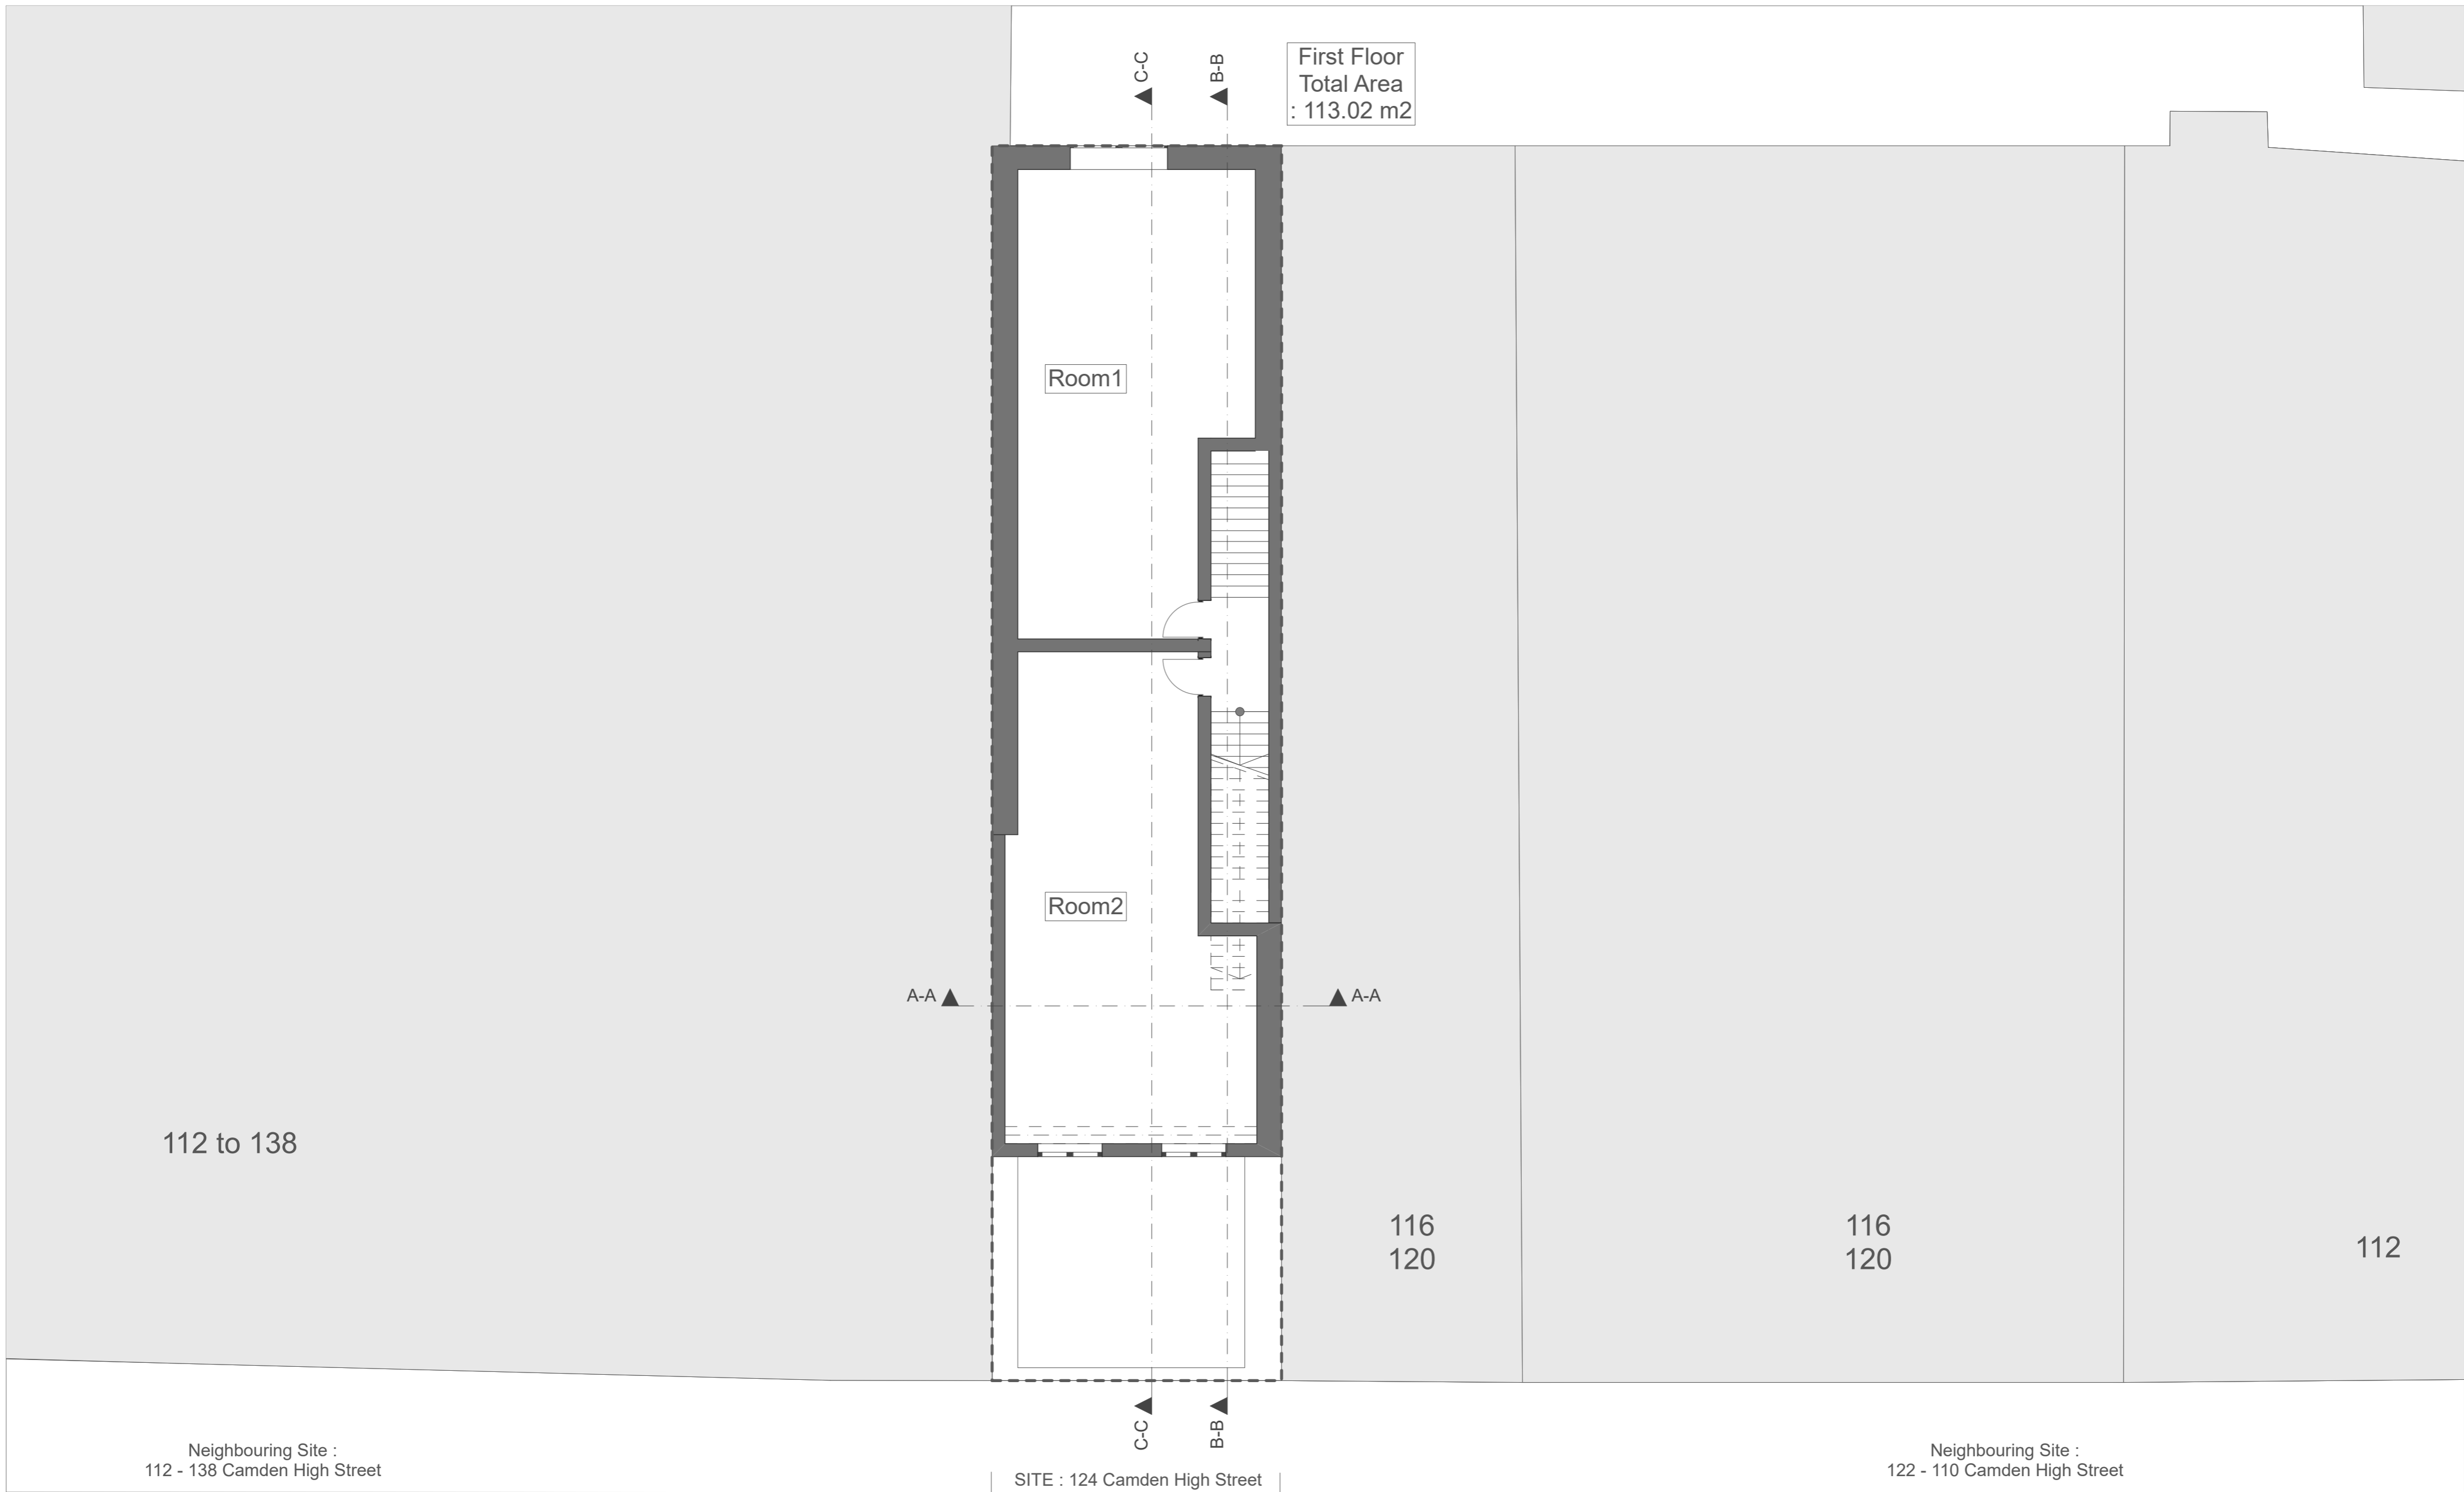 C-C
B-B
First Floor
Total Area
: 113.02 m2
Room1
Room2
A-A
A-A
112 to 138
116
120
116
120
112
C-C
B-B
Neighbouring Site :
112 - 138 Camden High Street
SITE : 124 Camden High Street
Neighbouring Site :
122 - 110 Camden High Street